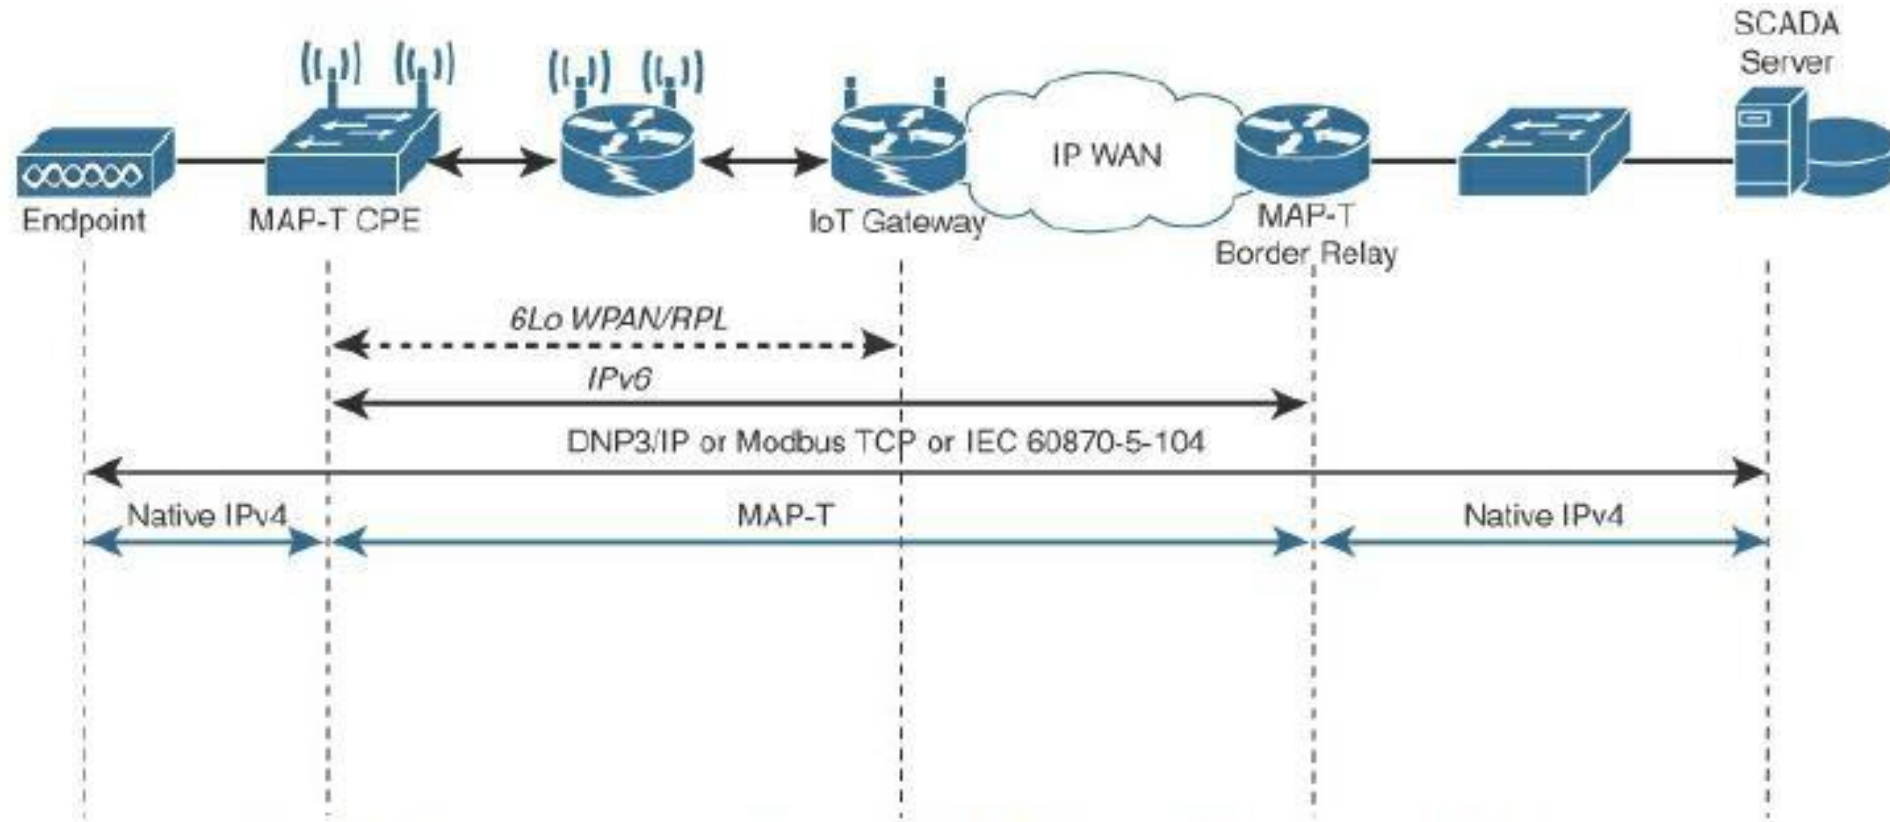 SCADA
Server
IP WAN
Endpoint
MAP-T CPE
IoT Gateway
MAP-T
Border Relay
6Lo WPAN/RPL
IPv6
DNP3/IP or Modbus TCP or IEC 60870-5-104
Native IPv4
MAP-T
Native IPv4